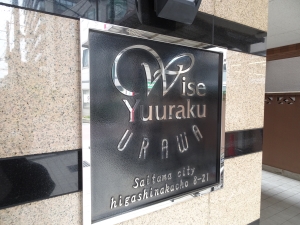 Wise
Yuuraku
URAWA
Saitama city
higashinakacho 8-21